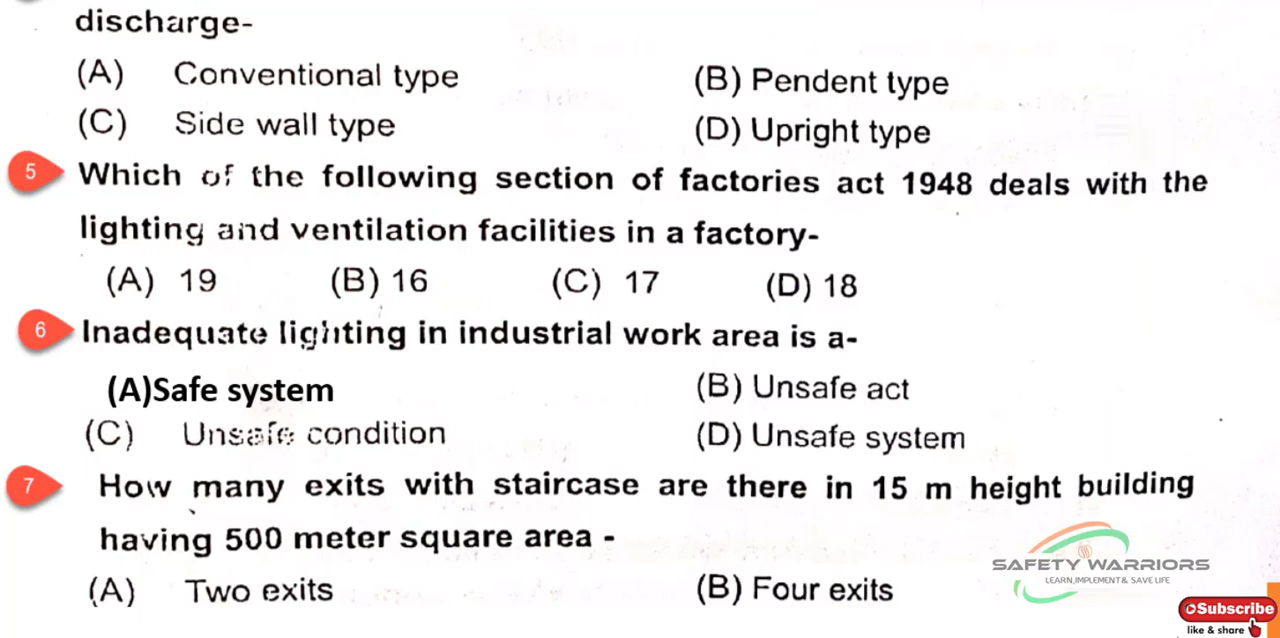 discharge-
(A) Conventional type (B) Pendent type
(C) Side wall type (D) Upright type
5 Which of the following section of factories act 1948 deals with the
lighting and ventilation facilities in a factory-
(A) 19 (B) 16 (C) 17 (D) 18
6 Inadequate lighting in industrial work area is a-
(A)Safe system (B) Unsafe act
(C) Unsafe condition (D) Unsafe system
7 How many exits with staircase are there in 15 m height building
having 500 meter square area -
(A) Two exits (B) Four exits
SAFETY WARRIORS
LEARN,IMPLEMENT & SAVE LIFE
Subscribe
like & share